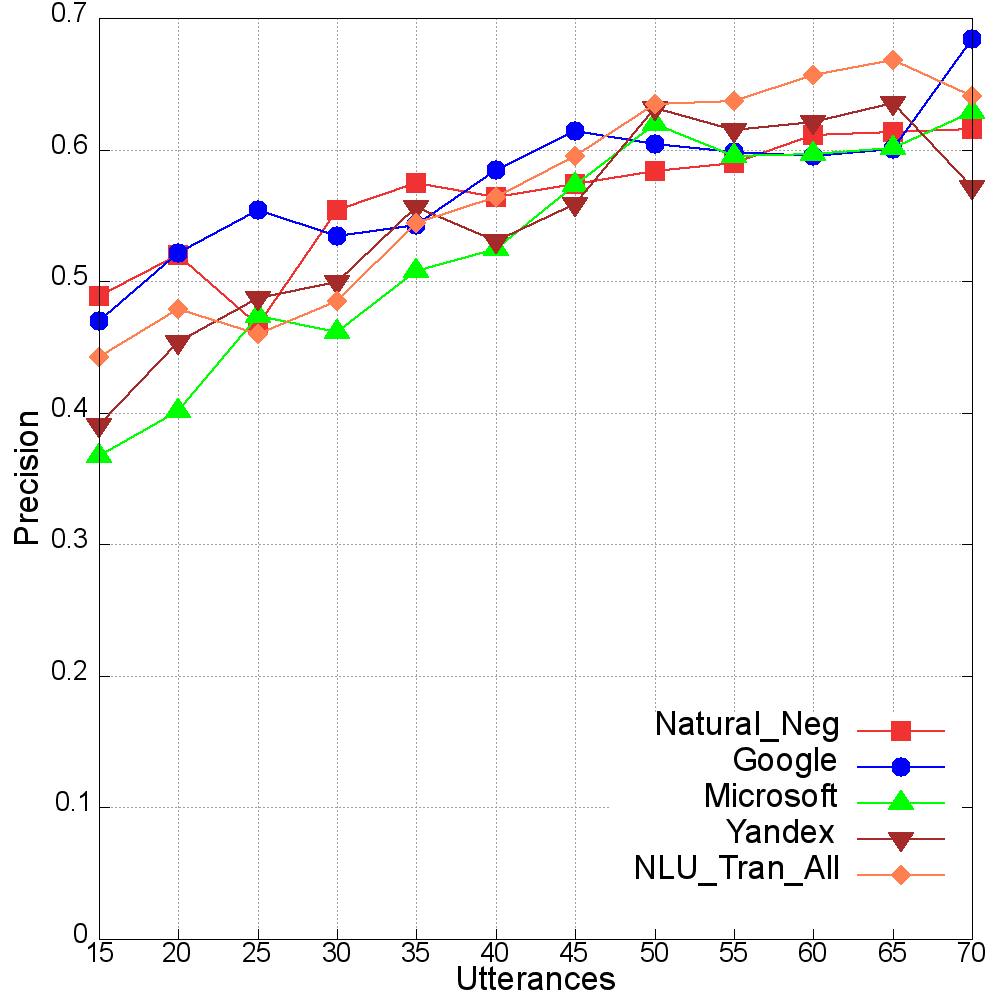 0.7
0.6
0.5
0.4
0.3
0.2
0.1
0
Precision
Natural_Neg
Google
Microsoft
Yandex
NLU_Tran_All
15 20 25 30 35 40 45 50 55 60 65 70
Utterances